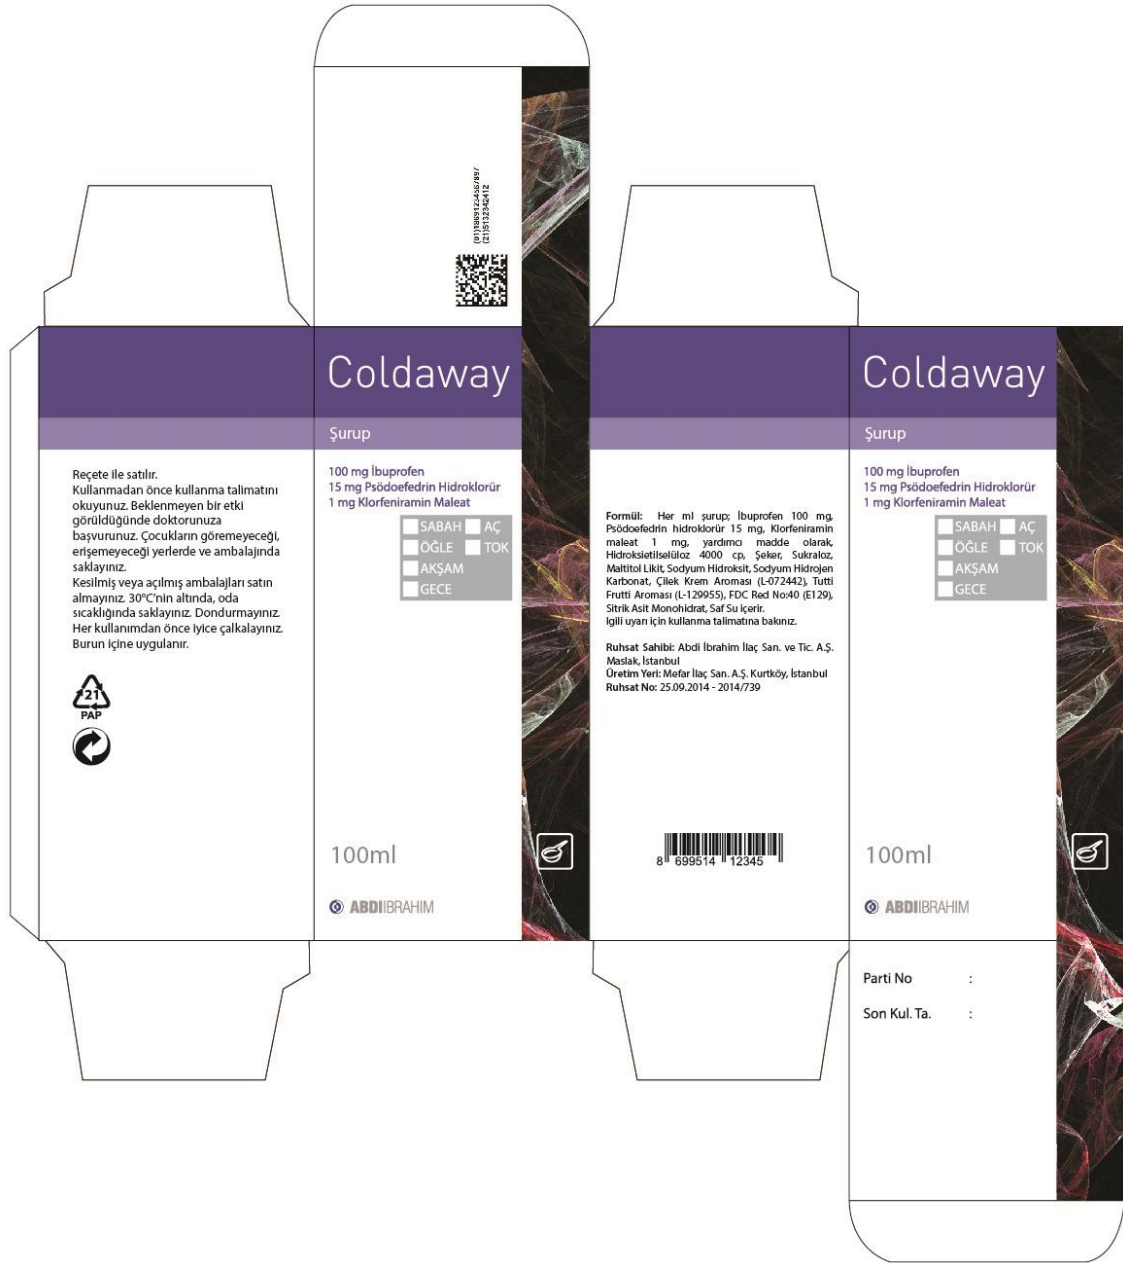 (01)18691234567897
(21)5132342412
Coldaway
Şurup
Reçete ile satılır.
Kullanmadan önce kullanma talimatını
okuyunuz. Beklenmeyen bir etki
görüldüğünde doktorunuza
başvurunuz. Çocukların göremeyeceği,
erişemeyeceği yerlerde ve ambalajında
saklayınız.
Kesilmiş veya açılmış ambalajları satın
almayınız. 30°C'nin altında, oda
sıcaklığında saklayınız. Dondurmayınız.
Her kullanımdan önce iyice çalkalayınız.
Burun içine uygulanır.
21
PAP
100 mg İbuprofen
15 mg Psödoefedrin Hidroklorür
1 mg Klorfeniramin Maleat
SABAH AÇ
ÖĞLE TOK
AKŞAM
GECE
100ml
ABDIIBRAHIM
Formül: Her ml şurup; İbuprofen 100 mg,
Psödoefedrin hidroklorür 15 mg, Klorfeniramin
maleat 1 mg, yardımcı madde olarak,
Hidroksietilselüloz 4000 cp, Şeker, Sukraloz,
Maltitol Likit, Sodyum Hidroksit, Sodyum Hidrojen
Karbonat, Çilek Krem Aroması (L-072442), Tutti
Frutti Aroması (L-129955), FDC Red No:40 (E129),
Sitrik Asit Monohidrat, Saf Su içerir.
Igili uyarı için kullanma talimatına bakınız.
Ruhsat Sahibi: Abdi İbrahim İlaç San. ve Tic. A.Ş.
Maslak, İstanbul
Üretim Yeri: Mefar İlaç San. A.Ş. Kurtköy, İstanbul
Ruhsat No: 25.09.2014 - 2014/739
8 699514 12345
Coldaway
Şurup
100 mg İbuprofen
15 mg Psödoefedrin Hidroklorür
1 mg Klorfeniramin Maleat
SABAH AÇ
ÖĞLE TOK
AKŞAM
GECE
100ml
ABDIIBRAHIM
Parti No :
Son Kul. Ta. :